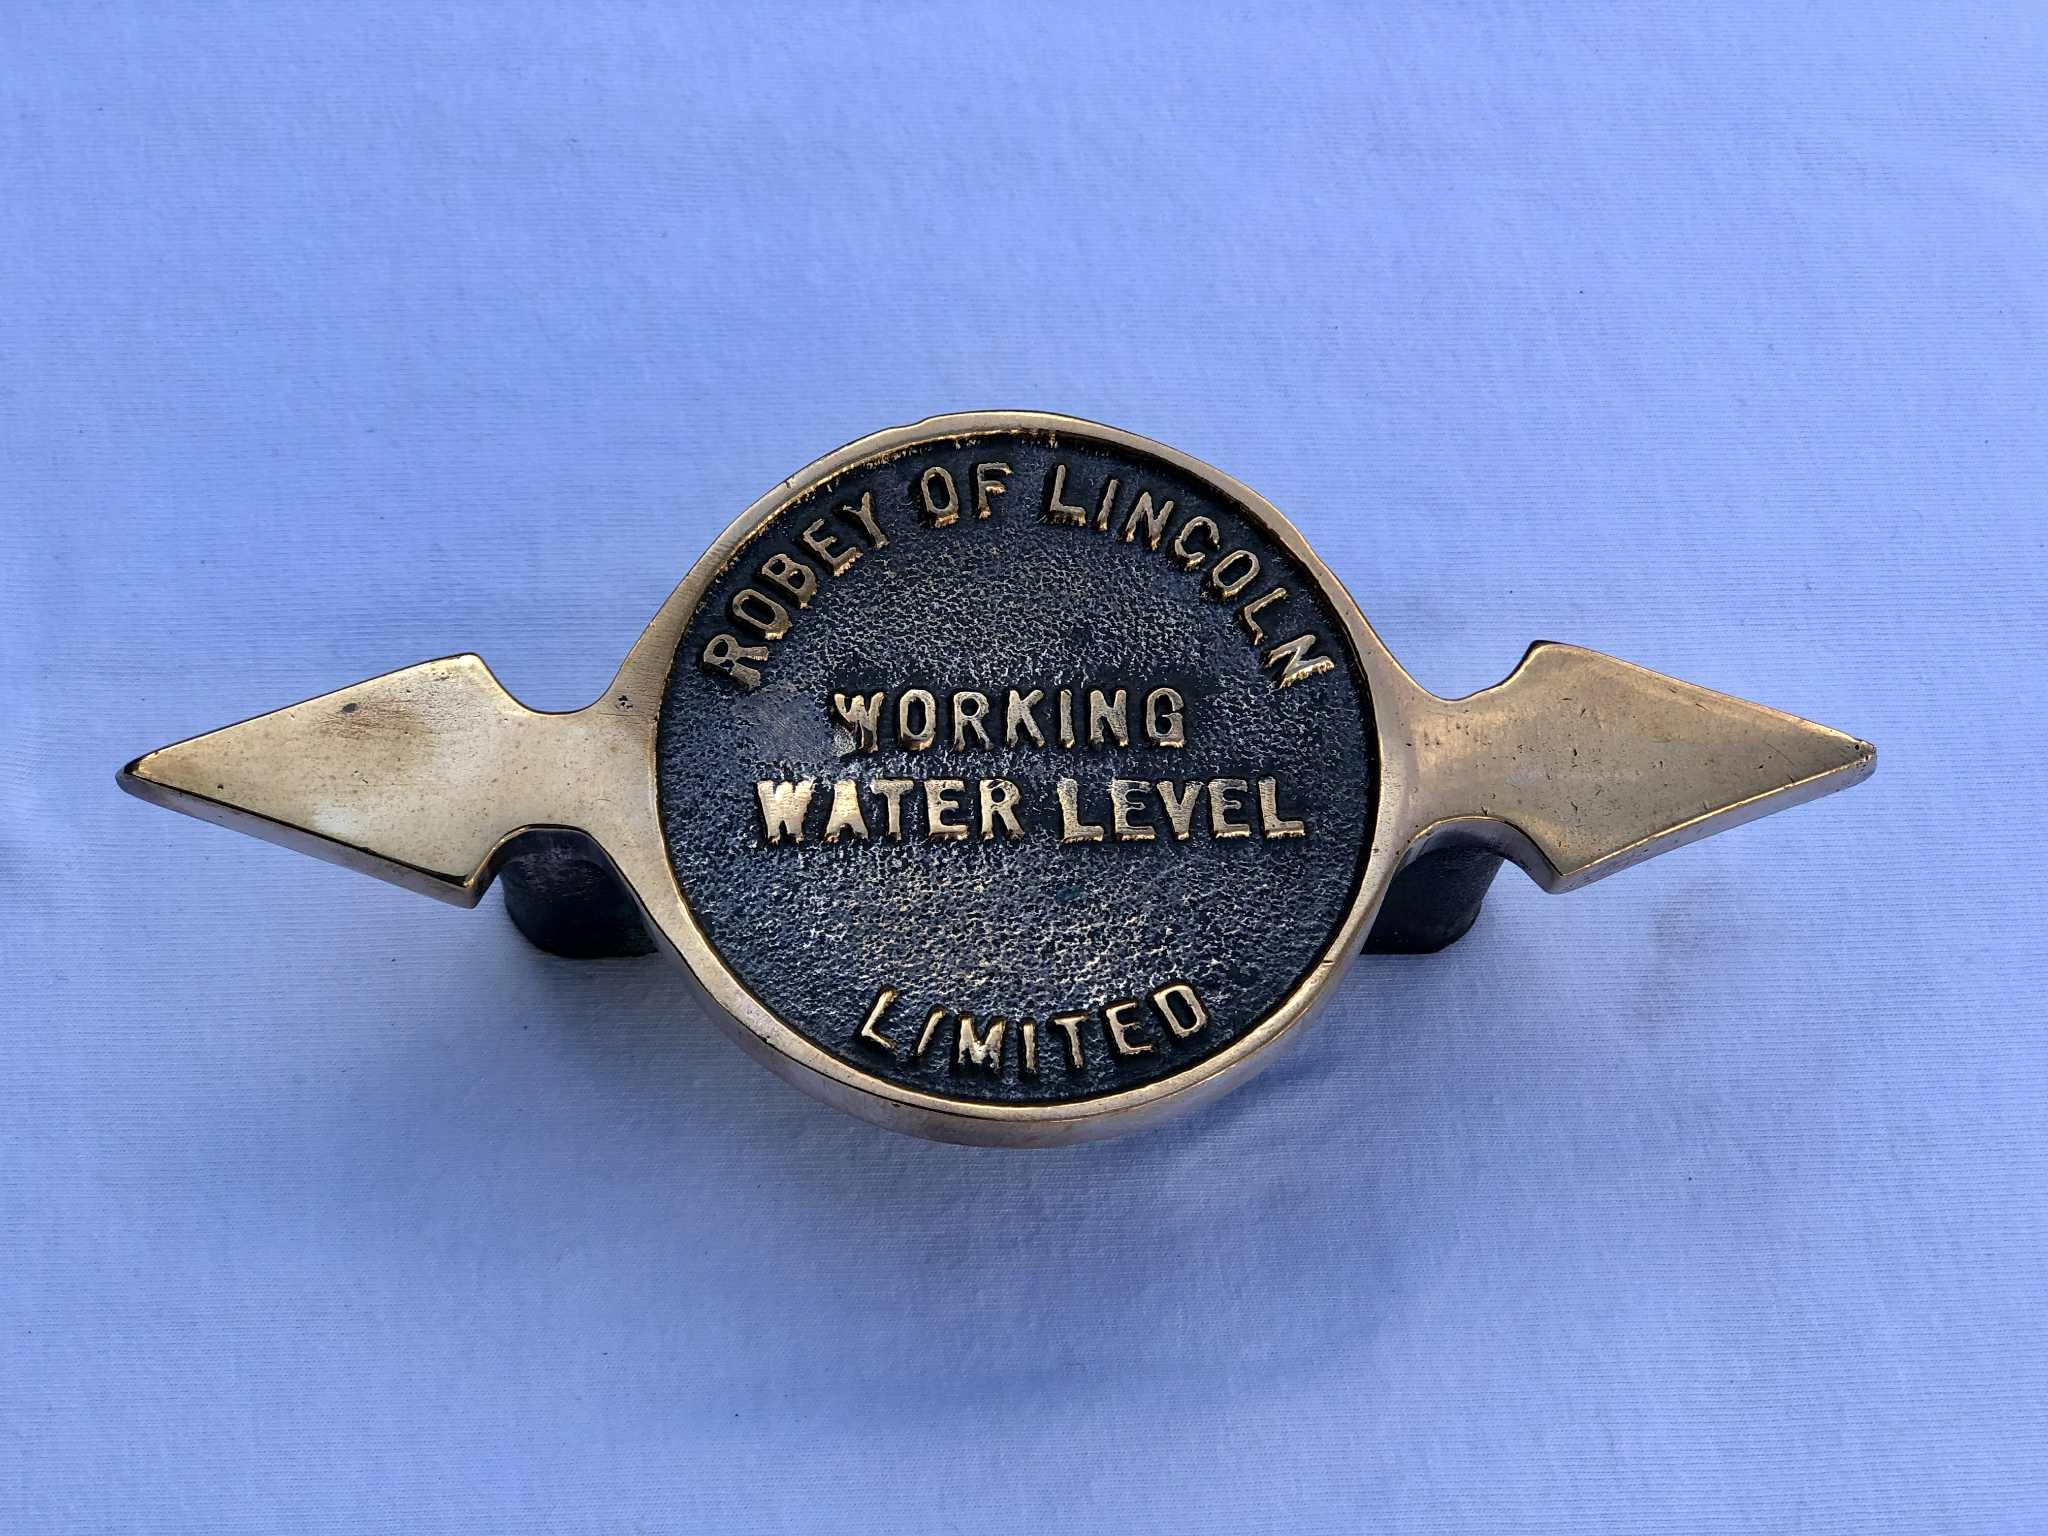 ROBEY OF LINCOLN
WORKING
WATER LEVEL
LIMITED